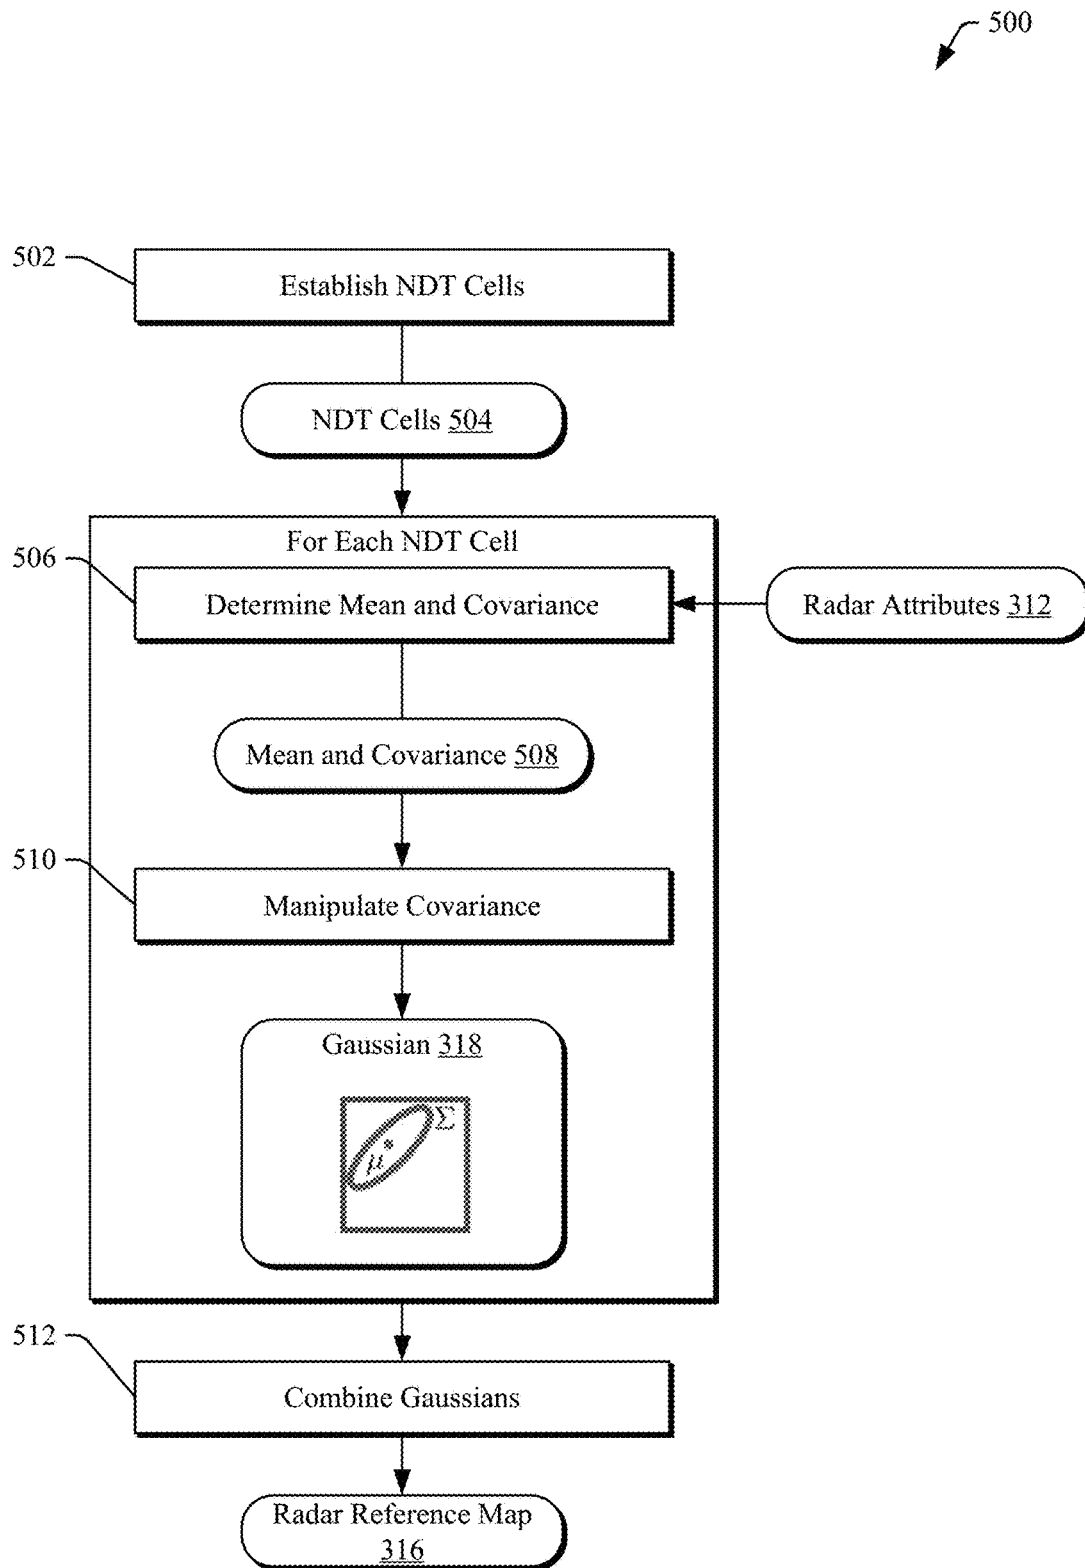 500
502
Establish NDT Cells
NDT Cells 504
For Each NDT Cell
506
Determine Mean and Covariance
Radar Attributes 312
Mean and Covariance 508
510
Manipulate Covariance
Gaussian 318
Σ
μ
512
Combine Gaussians
Radar Reference Map
316